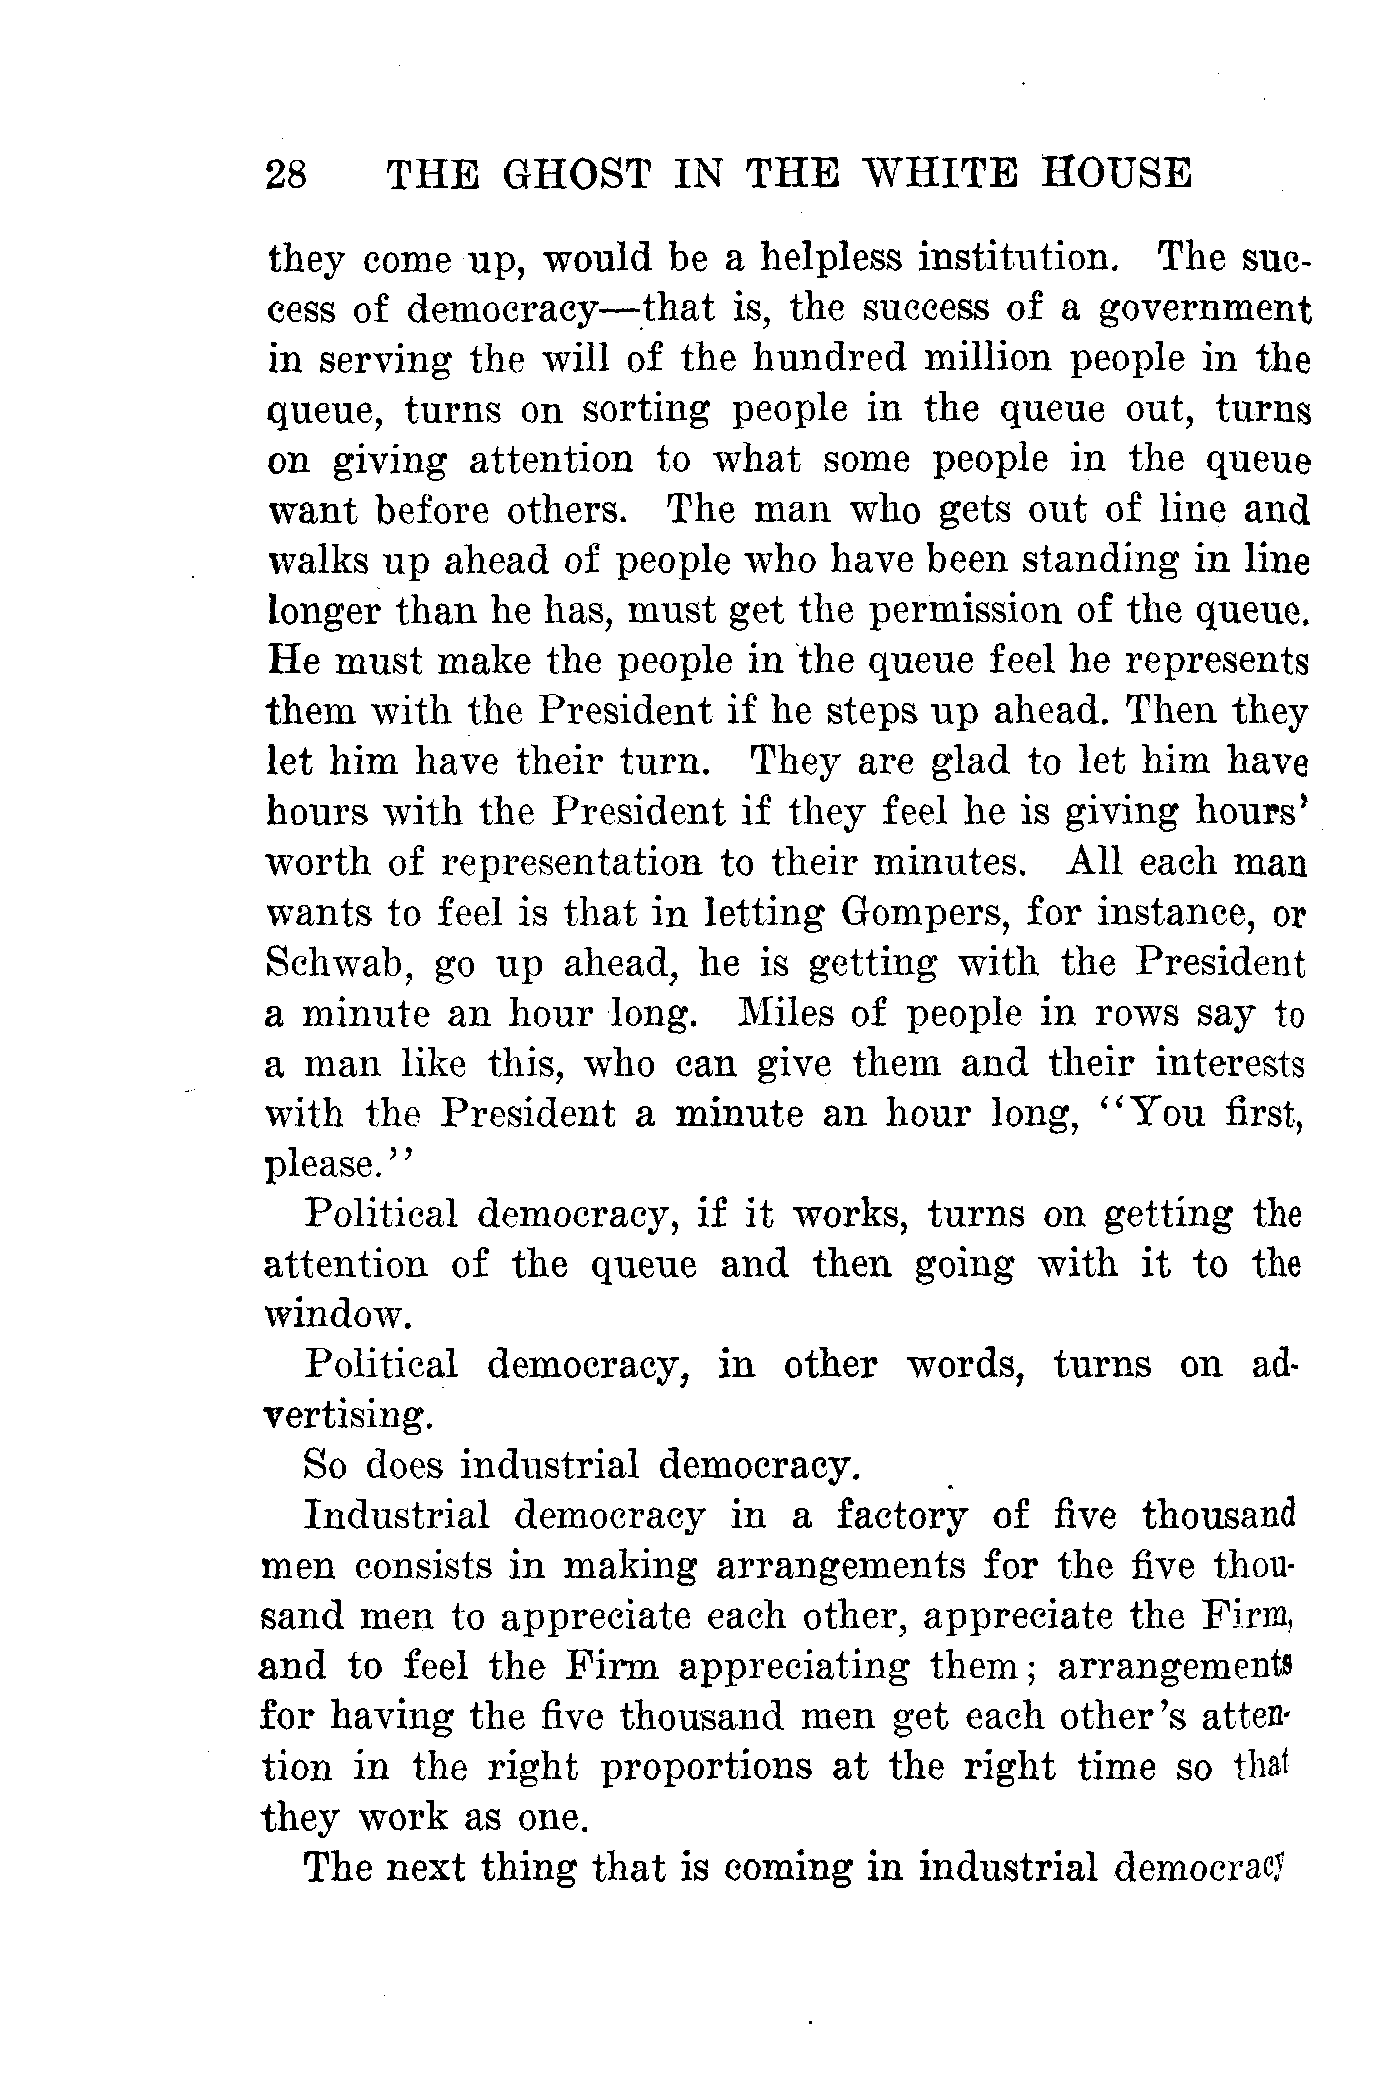 28 THE GHOST IN THE WHITE HOUSE
they come up, would be a helpless institution. The suc-
cess of democracy—that is, the success of a government
in serving the will of the hundred million people in the
queue, turns on sorting people in the queue out, turns
on giving attention to what some people in the queue
want before others. The man who gets out of line and
walks up ahead of people who have been standing in line
longer than he has, must get the permission of the queue.
He must make the people in the queue feel he represents
them with the President if he steps up ahead. Then they
let him have their turn. They are glad to let him have
hours with the President if they feel he is giving hours'
worth of representation to their minutes. All each man
wants to feel is that in letting Gompers, for instance, or
Schwab, go up ahead, he is getting with the President
a minute an hour long. Miles of people in rows say to
a man like this, who can give them and their interests
with the President a minute an hour long, "You first,
please."
Political democracy, if it works, turns on getting the
attention of the queue and then going with it to the
window.
Political democracy, in other words, turns on ad-
vertising.
So does industrial democracy.
Industrial democracy in a factory of five thousand
men consists in making arrangements for the five thou-
sand men to appreciate each other, appreciate the Firm,
and to feel the Firm appreciating them; arrangements
for having the five thousand men get each other's atten-
tion in the right proportions at the right time so that
they work as one.
The next thing that is coming in industrial democracy